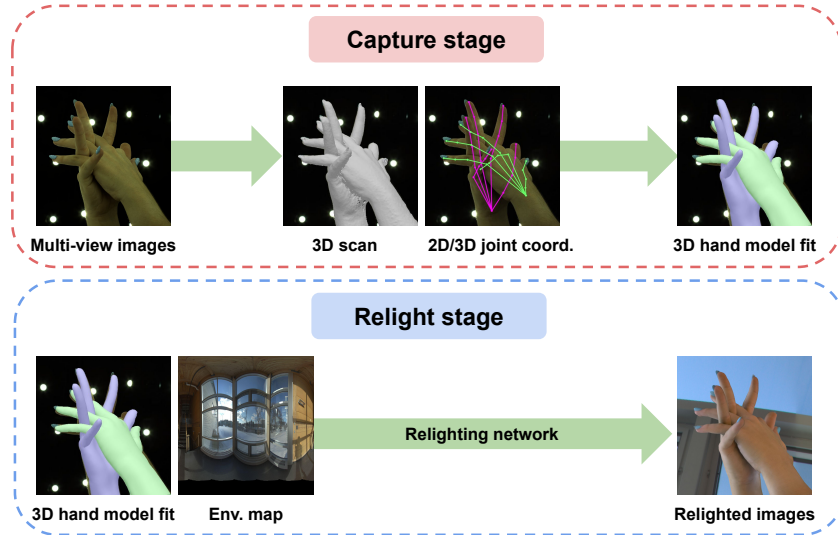 Capture stage
Multi-view images
3D scan
2D/3D joint coord.
3D hand model fit
Relight stage
Relighting network
3D hand model fit
Env. map
Relighted images